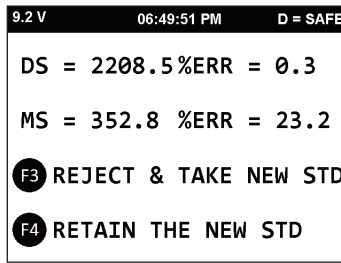 9.2 V 06:49:51 PM D = SAFE
DS = 2208.5 %ERR = 0.3
MS = 352.8 %ERR = 23.2
F3 REJECT & TAKE NEW STD
F4 RETAIN THE NEW STD